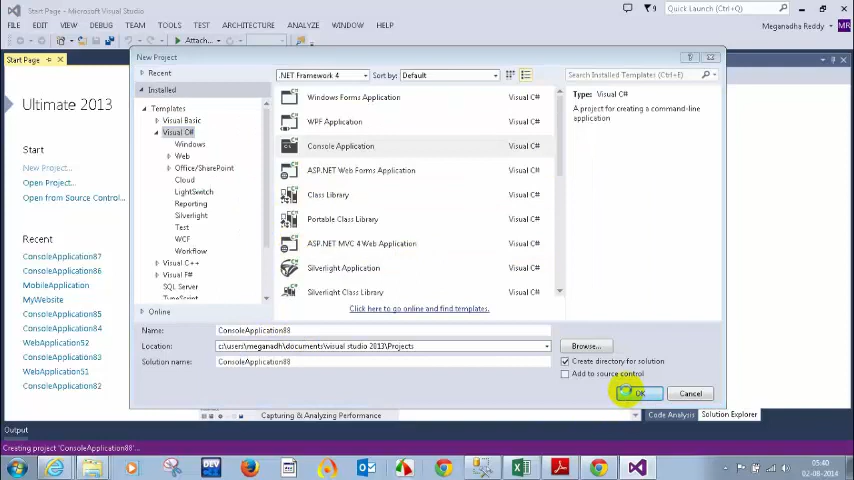 Start Page - Microsoft Visual Studio
Quick Launch (Ctrl+Q)
FILE EDIT VIEW DEBUG TEAM TOOLS TEST ARCHITECTURE ANALYZE WINDOW HELP
Meganadha Reddy MR
Attach...
Start Page
New Project
Recent
.NET Framework 4
Sort by: Default
Search Installed Templates (Ctrl+E)
Installed
Templates
Visual Basic
Visual C#
Windows
Web
Office/SharePoint
Cloud
LightSwitch
Reporting
Silverlight
Test
WCF
Workflow
Visual C++
Visual F#
SQL Server
TypeScript
Online
Windows Forms Application Visual C#
WPF Application Visual C#
Console Application Visual C#
ASP.NET Web Forms Application Visual C#
Class Library Visual C#
Portable Class Library Visual C#
ASP.NET MVC 4 Web Application Visual C#
Silverlight Application Visual C#
Silverlight Class Library Visual C#
Click here to go online and find templates.
Type: Visual C#
A project for creating a command-line
application
Ultimate 2013
Start
New Project...
Open Project...
Open from Source Control...
Recent
ConsoleApplication87
ConsoleApplication86
MobileApplication
MyWebsite
ConsoleApplication85
ConsoleApplication84
WebApplication52
ConsoleApplication83
WebApplication51
ConsoleApplication82
Name: ConsoleApplication88
Location: c:\users\meganadh\documents\visual studio 2013\Projects
Browse...
Solution name: ConsoleApplication88
Create directory for solution
Add to source control
OK Cancel
Capturing & Analyzing Performance
Code Analysis Solution Explorer
Output
Creating project 'ConsoleApplication88'...
DEV
05:40
02-08-2014